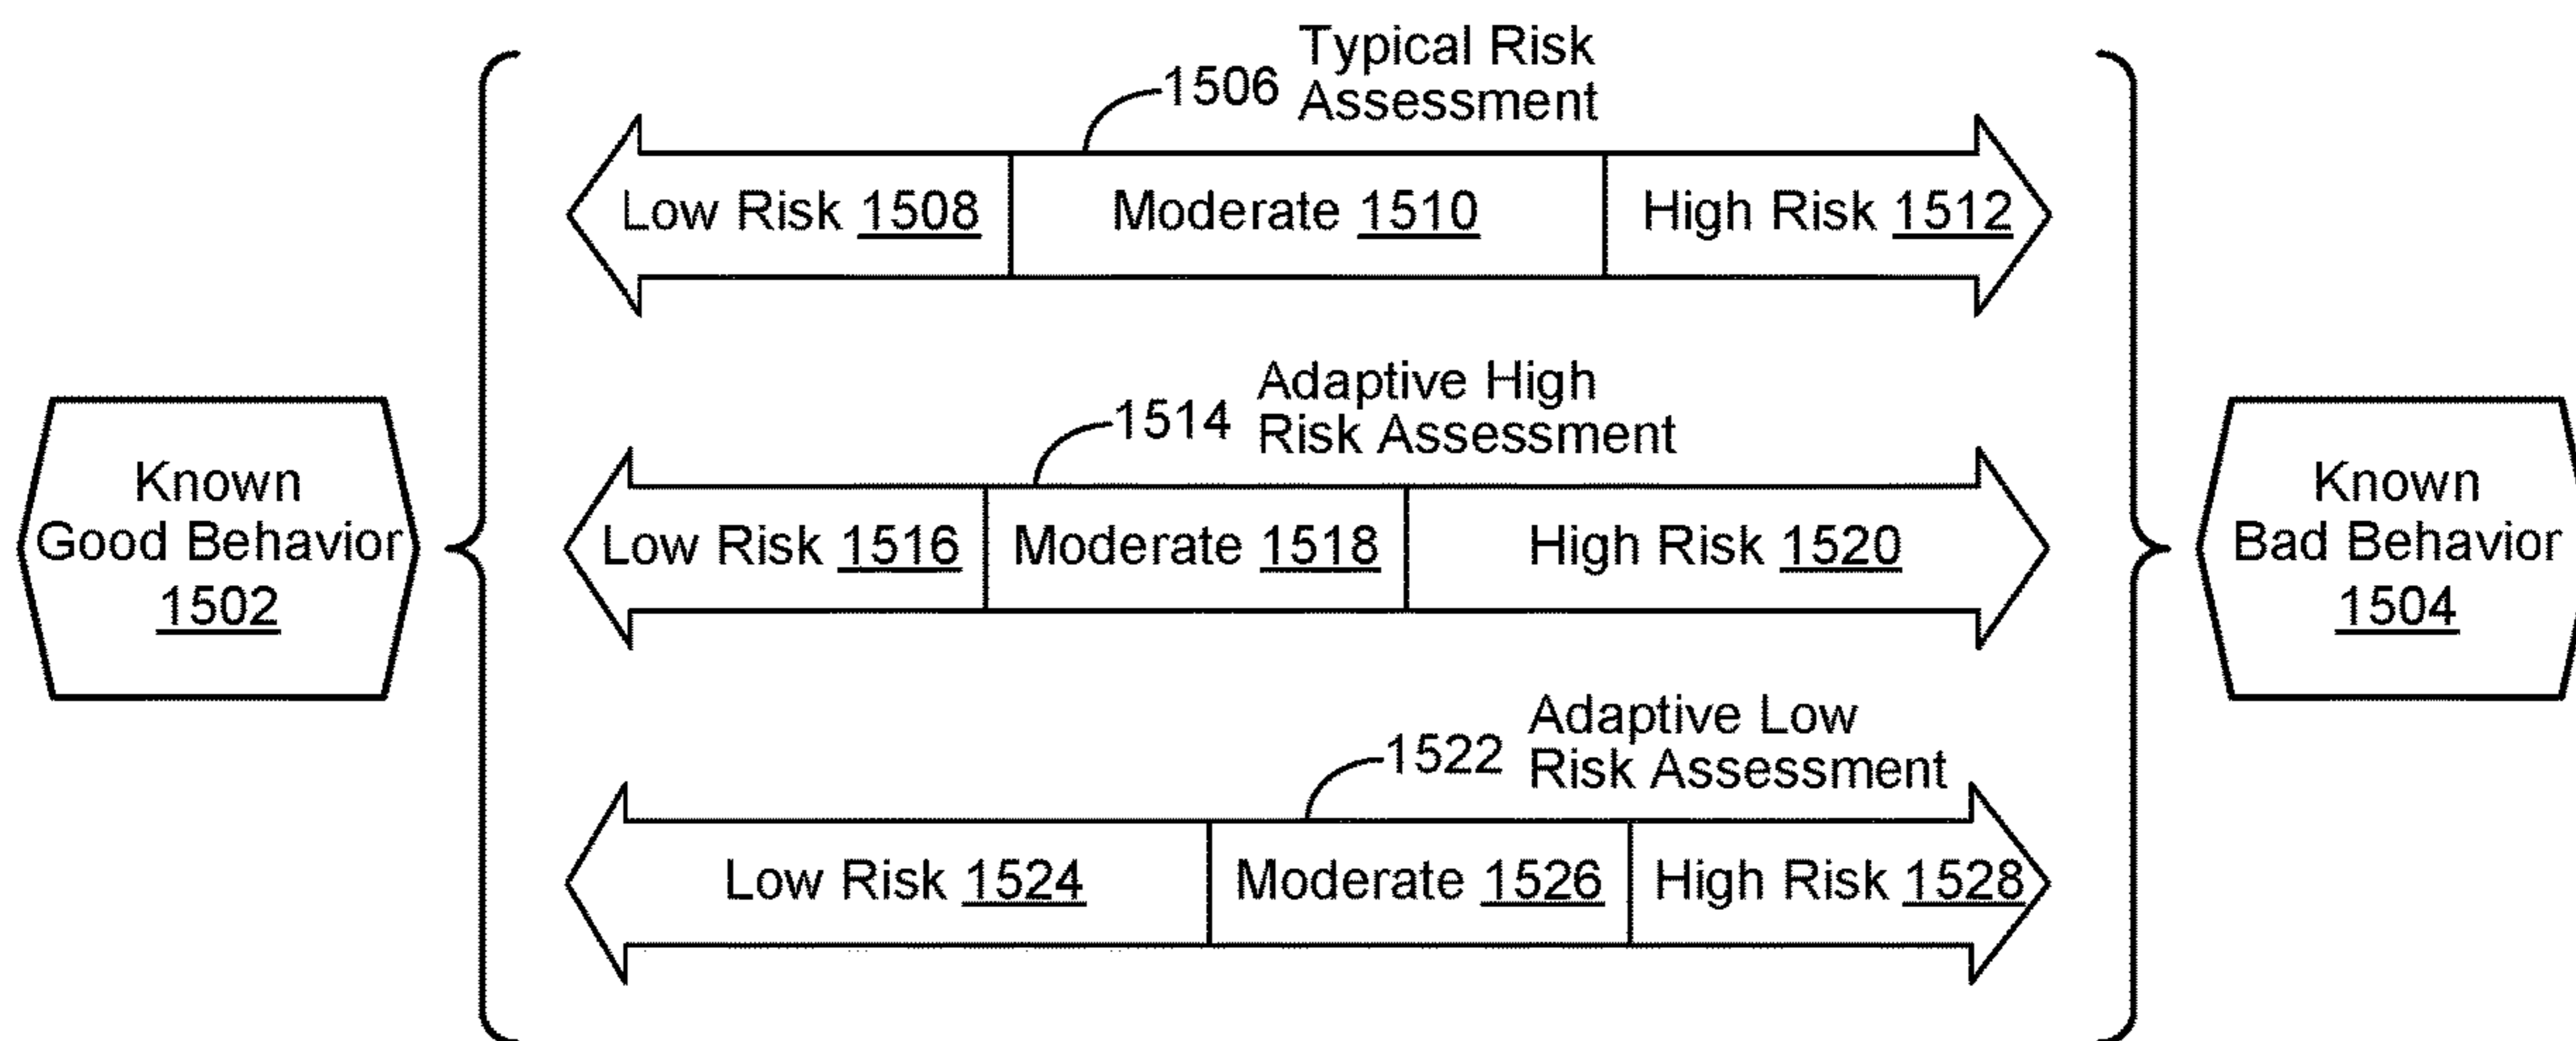 Typical Risk
1506 Assessment
Low Risk 1508 Moderate 1510 High Risk 1512
Adaptive High
1514 Risk Assessment
Known
Good Behavior
1502
Low Risk 1516 Moderate 1518 High Risk 1520
Known
Bad Behavior
1504
Adaptive Low
1522 Risk Assessment
Low Risk 1524 Moderate 1526 High Risk 1528